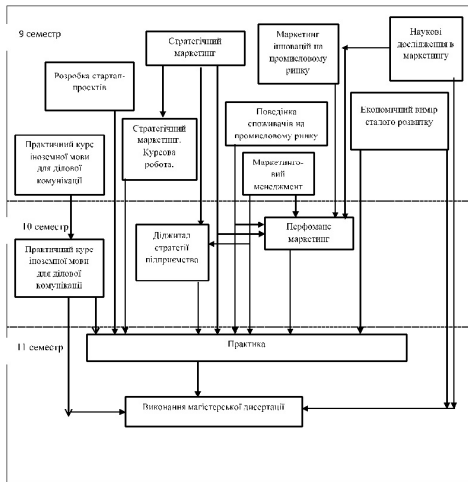 9 семестр
Стратегічний
маркетинг
Маркетинг
інновацій на
промисловому
ринку
Наукові
дослідження в
маркетингу
Розробка стартап-
проєктів
Практичний курс
іноземної мови
для ділової
комунікації
Стратегічний
маркетинг.
Курсова
робота.
Поведінка
споживачів на
промисловому ринку
Маркетинго-
вий
менеджмент
Економічний вимір
сталого розвитку
10 семестр
Практичний курс
іноземної мови
для ділової
комунікації
Діджитал
стратегії
підприємства
Перфоманс
маркетинг
11 семестр
Практика
Виконання магістерської дисертації